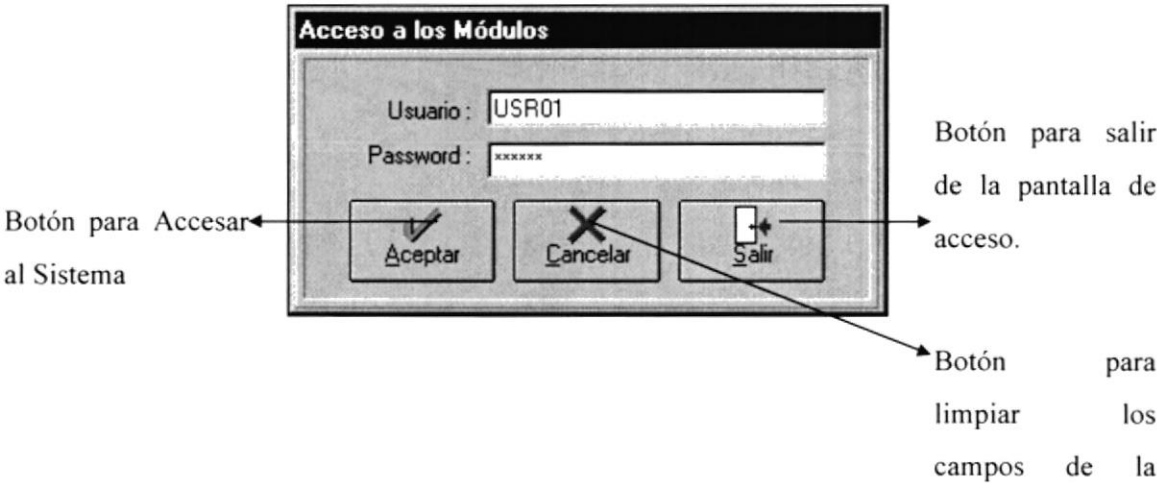 Acceso a los Módulos
Usuario : USR01
Password : xxxxxx
Aceptar
Cancelar
Salir
Botón para Accesar
al Sistema
Botón para salir
de la pantalla de
acceso.
Botón para
limpiar los
campos de la